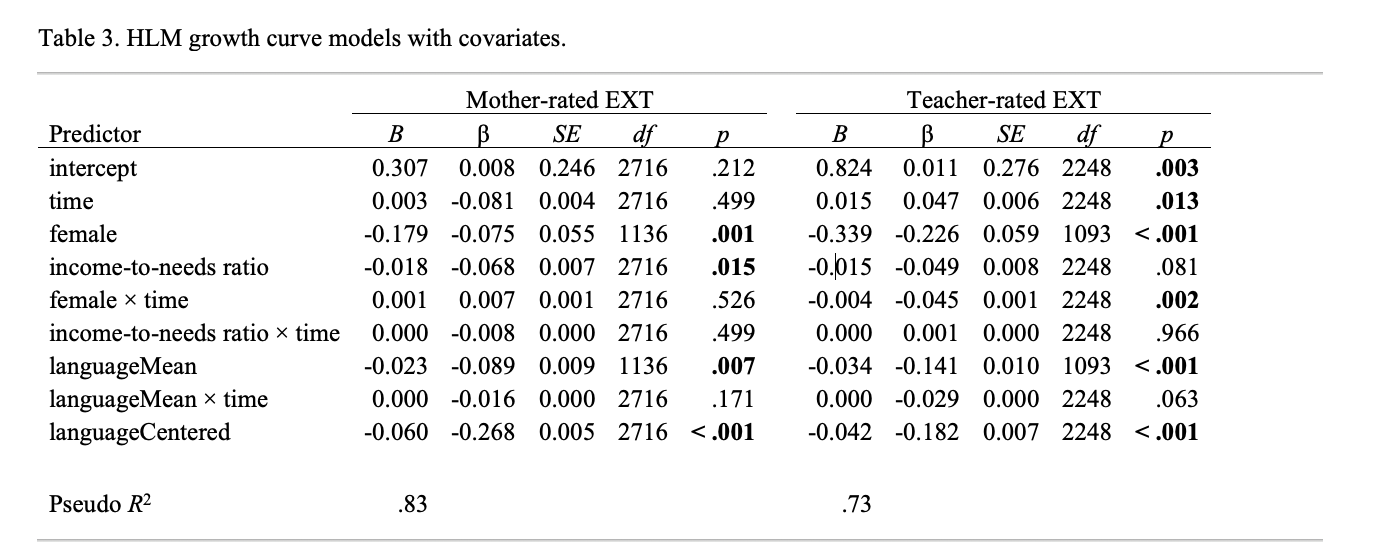 Table 3. HLM growth curve models with covariates.
Mother-rated EXT Teacher-rated EXT
Predictor B β SE df p B β SE df p
intercept 0.307 0.008 0.246 2716 .212 0.824 0.011 0.276 2248 .003
time 0.003 -0.081 0.004 2716 .499 0.015 0.047 0.006 2248 .013
female -0.179 -0.075 0.055 1136 .001 -0.339 -0.226 0.059 1093 < .001
income-to-needs ratio -0.018 -0.068 0.007 2716 .015 -0.015 -0.049 0.008 2248 .081
female × time 0.001 0.007 0.001 2716 .526 -0.004 -0.045 0.001 2248 .002
income-to-needs ratio × time 0.000 -0.008 0.000 2716 .499 0.000 0.001 0.000 2248 .966
languageMean -0.023 -0.089 0.009 1136 .007 -0.034 -0.141 0.010 1093 < .001
languageMean × time 0.000 -0.016 0.000 2716 .171 0.000 -0.029 0.000 2248 .063
languageCentered -0.060 -0.268 0.005 2716 < .001 -0.042 -0.182 0.007 2248 < .001
Pseudo R² .83 .73